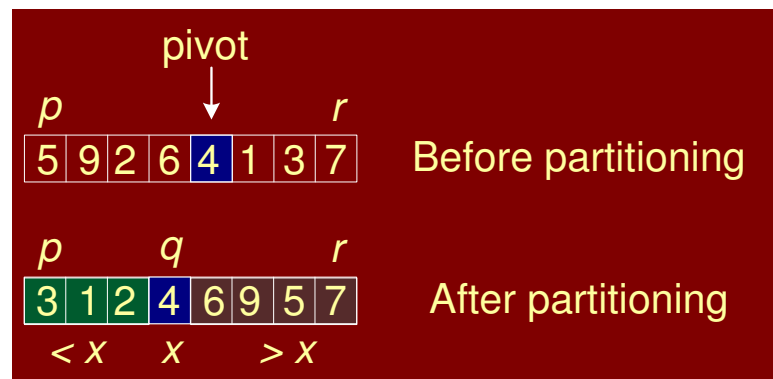 pivot
p r
5 9 2 6 4 1 3 7 Before partitioning
p q r
3 1 2 4 6 9 5 7 After partitioning
< x x > x